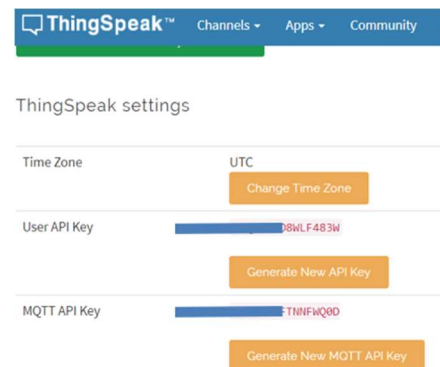 ThingSpeak™ Channels Apps Community
ThingSpeak settings
Time Zone UTC
Change Time Zone
User API Key 8WLF483W
Generate New API Key
MQTT API Key TNNFWQ0D
Generate New MQTT API Key